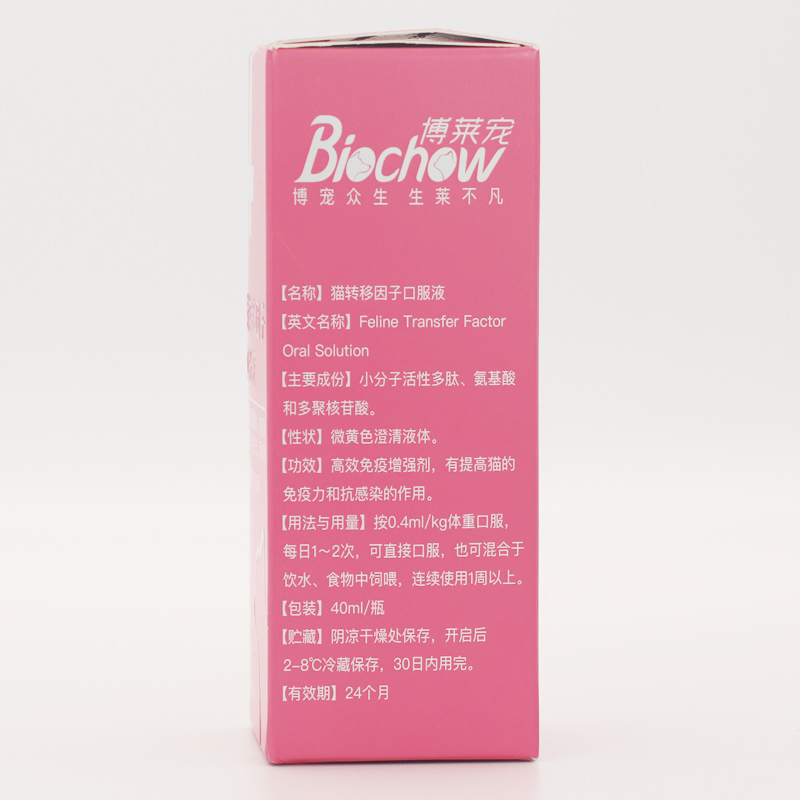 博莱宠
Biochow
博宠众生 生莱不凡
【名称】猫转移因子口服液
【英文名称】Feline Transfer Factor
Oral Solution
【主要成份】小分子活性多肽、氨基酸
和多聚核苷酸。
【性状】微黄色澄清液体。
【功效】高效免疫增强剂，有提高猫的
免疫力和抗感染的作用。
【用法与用量】按0.4ml/kg体重口服，
每日1～2次，可直接口服，也可混合于
饮水、食物中饲喂，连续使用1周以上。
【包装】40ml/瓶
【贮藏】阴凉干燥处保存，开启后
2-8℃冷藏保存，30日内用完。
【有效期】24个月